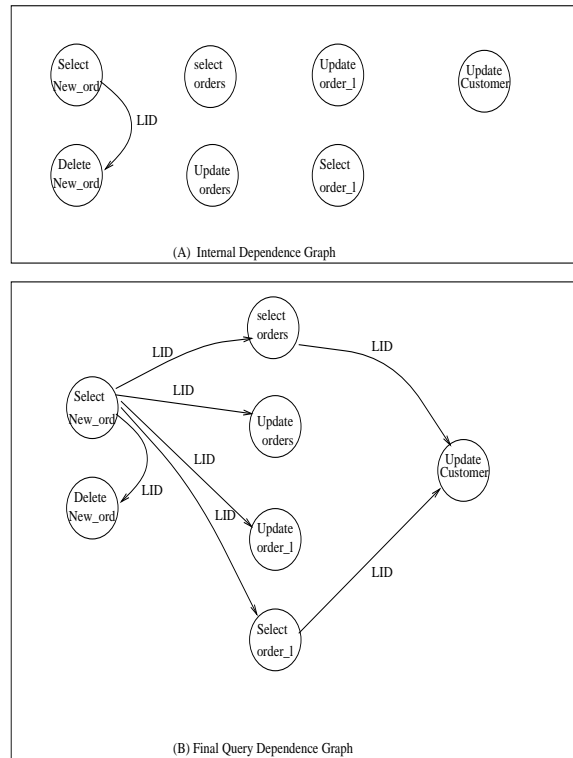 Select
New_ord
select
orders
Update
order_l
Update
Customer
LID
Delete
New_ord
Update
orders
Select
order_l
(A) Internal Dependence Graph
select
orders
LID
LID
Select
New_ord
LID
Update
orders
Update
Customer
LID
Delete
New_ord
LID
LID
Update
order_l
LID
Select
order_l
(B) Final Query Dependence Graph